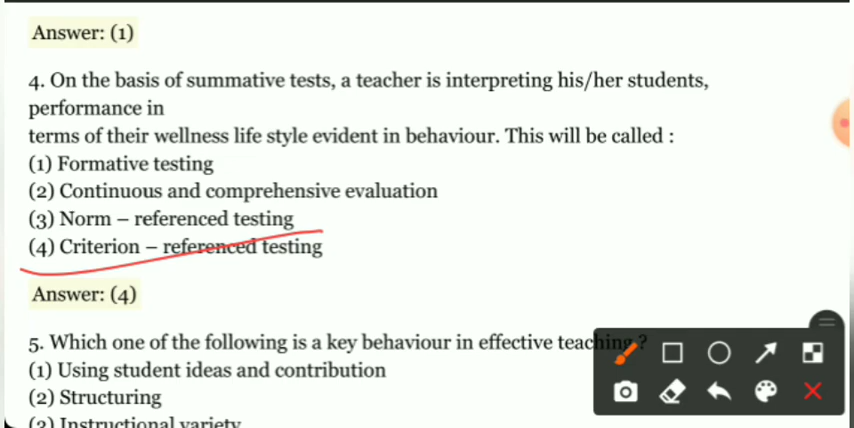 Answer: (1)
4. On the basis of summative tests, a teacher is interpreting his/her students,
performance in
terms of their wellness life style evident in behaviour. This will be called :
(1) Formative testing
(2) Continuous and comprehensive evaluation
(3) Norm – referenced testing
(4) Criterion – referenced testing
Answer: (4)
5. Which one of the following is a key behaviour in effective teaching ?
(1) Using student ideas and contribution
(2) Structuring
(3) Instructional variety